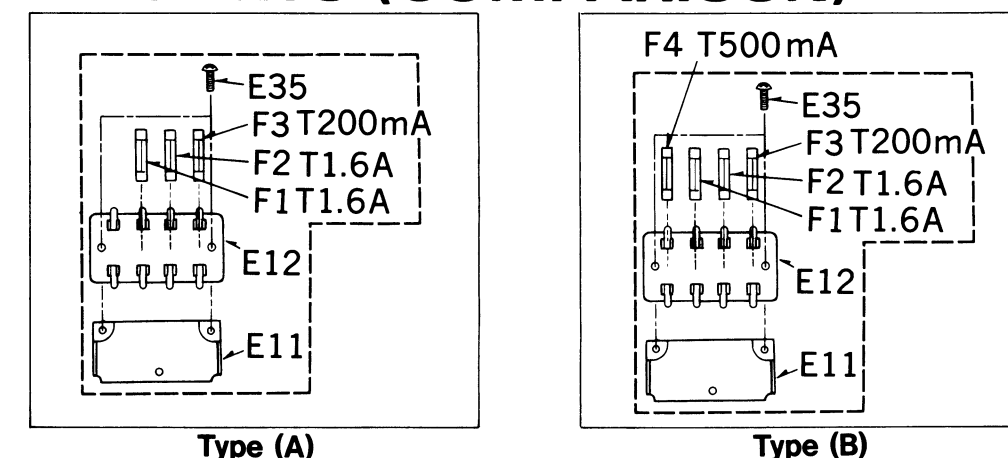 E35
F3 T200mA
F2 T1.6A
F1 T1.6A
E12
E11
Type (A)
F4 T500mA
E35
F3 T200mA
F2 T1.6A
F1 T1.6A
E12
E11
Type (B)